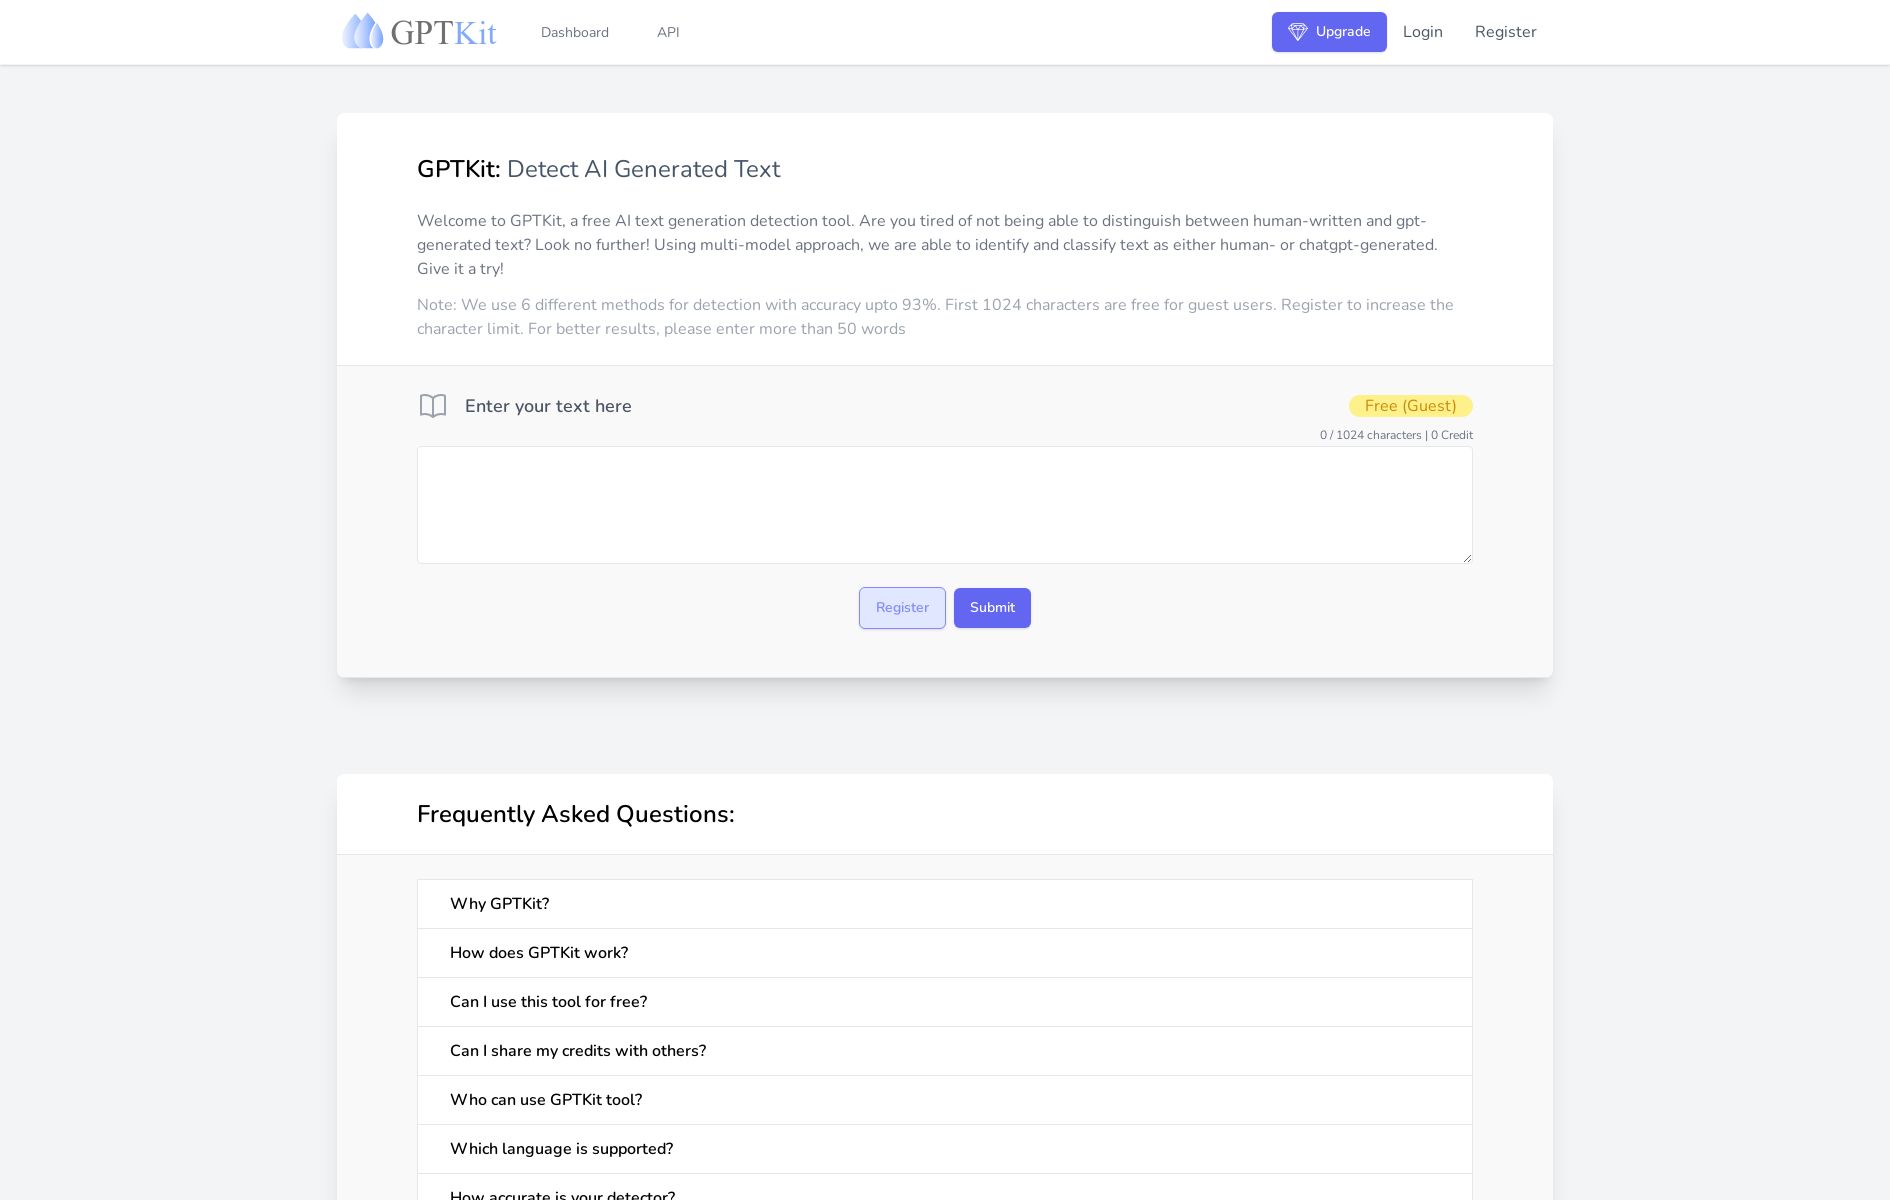 GPTKit
Dashboard
API
Upgrade
Login
Register
GPTKit: Detect AI Generated Text
Welcome to GPTKit, a free AI text generation detection tool. Are you tired of not being able to distinguish between human-written and gpt-
generated text? Look no further! Using multi-model approach, we are able to identify and classify text as either human- or chatgpt-generated.
Give it a try!
Note: We use 6 different methods for detection with accuracy upto 93%. First 1024 characters are free for guest users. Register to increase the
character limit. For better results, please enter more than 50 words
Enter your text here
Free (Guest)
0 / 1024 characters | 0 Credit
Register
Submit
Frequently Asked Questions:
Why GPTKit?
How does GPTKit work?
Can I use this tool for free?
Can I share my credits with others?
Who can use GPTKit tool?
Which language is supported?
How accurate is your detector?